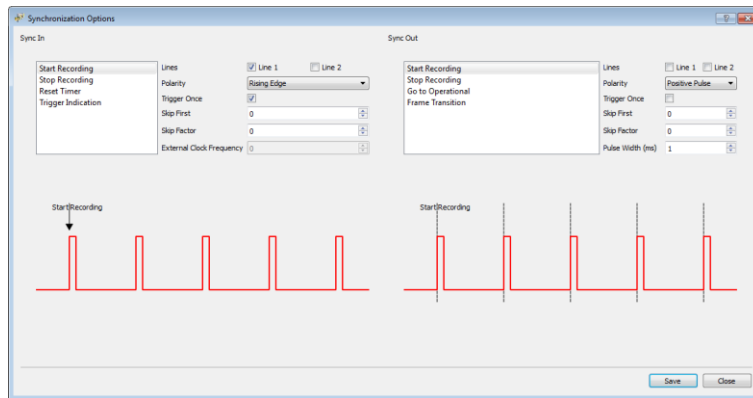 Synchronization Options
Sync In
Start Recording
Stop Recording
Reset Timer
Trigger Indication
Lines
Line 1
Line 2
Polarity
Rising Edge
Trigger Once
Skip First
0
Skip Factor
0
External Clock Frequency
0
Start Recording
Sync Out
Start Recording
Stop Recording
Go to Operational
Frame Transition
Lines
Line 1
Line 2
Polarity
Positive Pulse
Trigger Once
Skip First
0
Skip Factor
0
Pulse Width (ms)
1
Start Recording
Save
Close